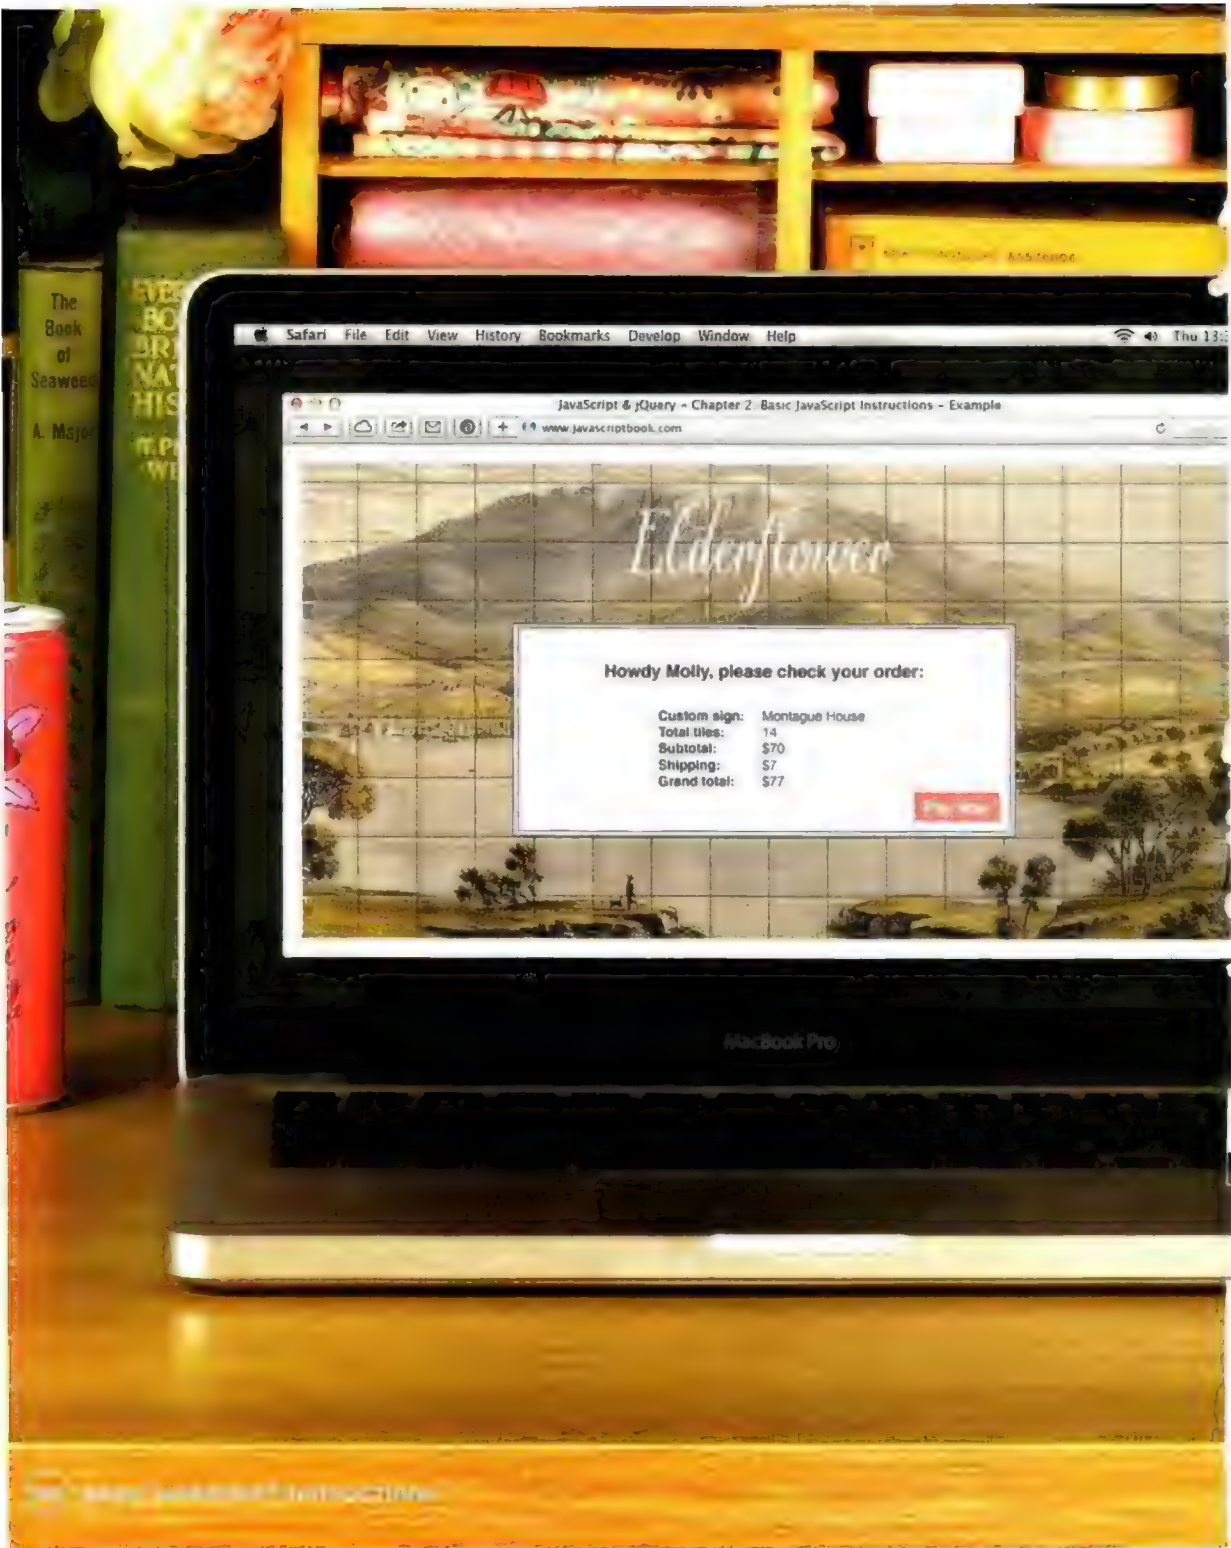 The
Book
of
Seaweed
A. Major
Safari File Edit View History Bookmarks Develop Window Help
Thu 13:
JavaScript & jQuery - Chapter 2: Basic JavaScript Instructions - Example
www.javascriptbook.com
Elderflower
Howdy Molly, please check your order:
Custom sign: Montague House
Total tiles: 14
Subtotal: $70
Shipping: $7
Grand total: $77
MacBook Pro